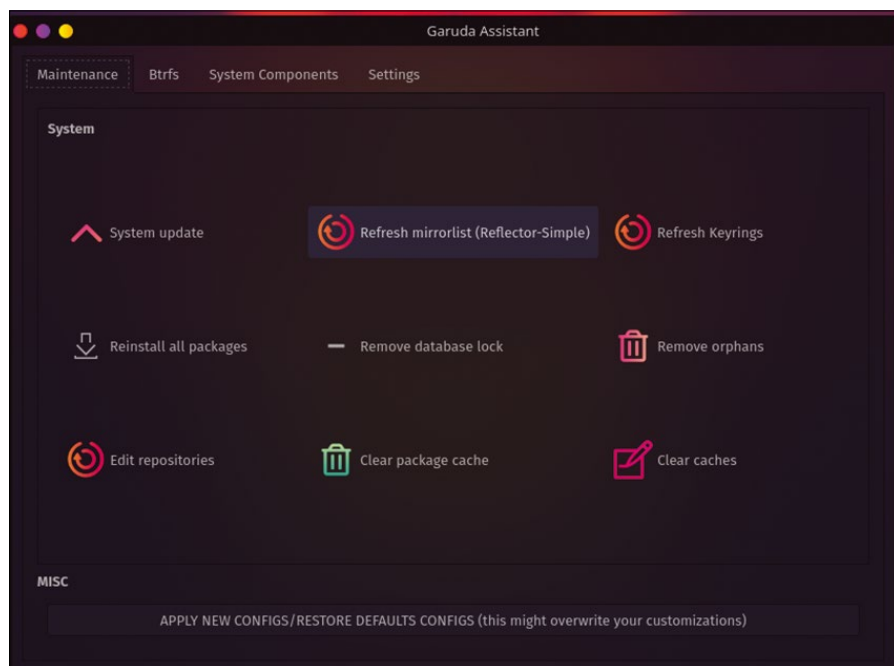 Garuda Assistant
Maintenance Btrfs System Components Settings
System
System update Refresh mirrorlist (Reflector-Simple) Refresh Keyrings
Reinstall all packages Remove database lock Remove orphans
Edit repositories Clear package cache Clear caches
MISC
APPLY NEW CONFIGS/RESTORE DEFAULTS CONFIGS (this might overwrite your customizations)